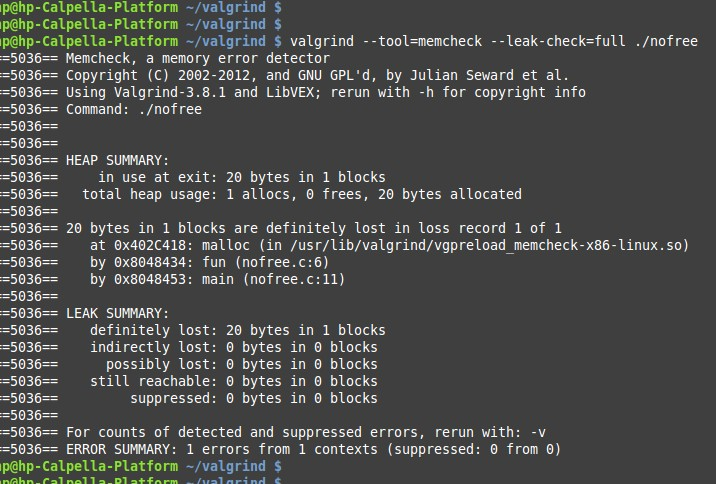 ap@hp-Calpella-Platform ~/valgrind $
ap@hp-Calpella-Platform ~/valgrind $
ap@hp-Calpella-Platform ~/valgrind $ valgrind --tool=memcheck --leak-check=full ./nofree
==5036== Memcheck, a memory error detector
==5036== Copyright (C) 2002-2012, and GNU GPL'd, by Julian Seward et al.
==5036== Using Valgrind-3.8.1 and LibVEX; rerun with -h for copyright info
==5036== Command: ./nofree
==5036==
==5036==
==5036== HEAP SUMMARY:
==5036==     in use at exit: 20 bytes in 1 blocks
==5036==   total heap usage: 1 allocs, 0 frees, 20 bytes allocated
==5036==
==5036== 20 bytes in 1 blocks are definitely lost in loss record 1 of 1
==5036==    at 0x402C418: malloc (in /usr/lib/valgrind/vgpreload_memcheck-x86-linux.so)
==5036==    by 0x8048434: fun (nofree.c:6)
==5036==    by 0x8048453: main (nofree.c:11)
==5036==
==5036== LEAK SUMMARY:
==5036==    definitely lost: 20 bytes in 1 blocks
==5036==    indirectly lost: 0 bytes in 0 blocks
==5036==      possibly lost: 0 bytes in 0 blocks
==5036==    still reachable: 0 bytes in 0 blocks
==5036==         suppressed: 0 bytes in 0 blocks
==5036==
==5036== For counts of detected and suppressed errors, rerun with: -v
==5036== ERROR SUMMARY: 1 errors from 1 contexts (suppressed: 0 from 0)
ap@hp-Calpella-Platform ~/valgrind $
ap@hp-Calpella-Platform ~/valgrind $